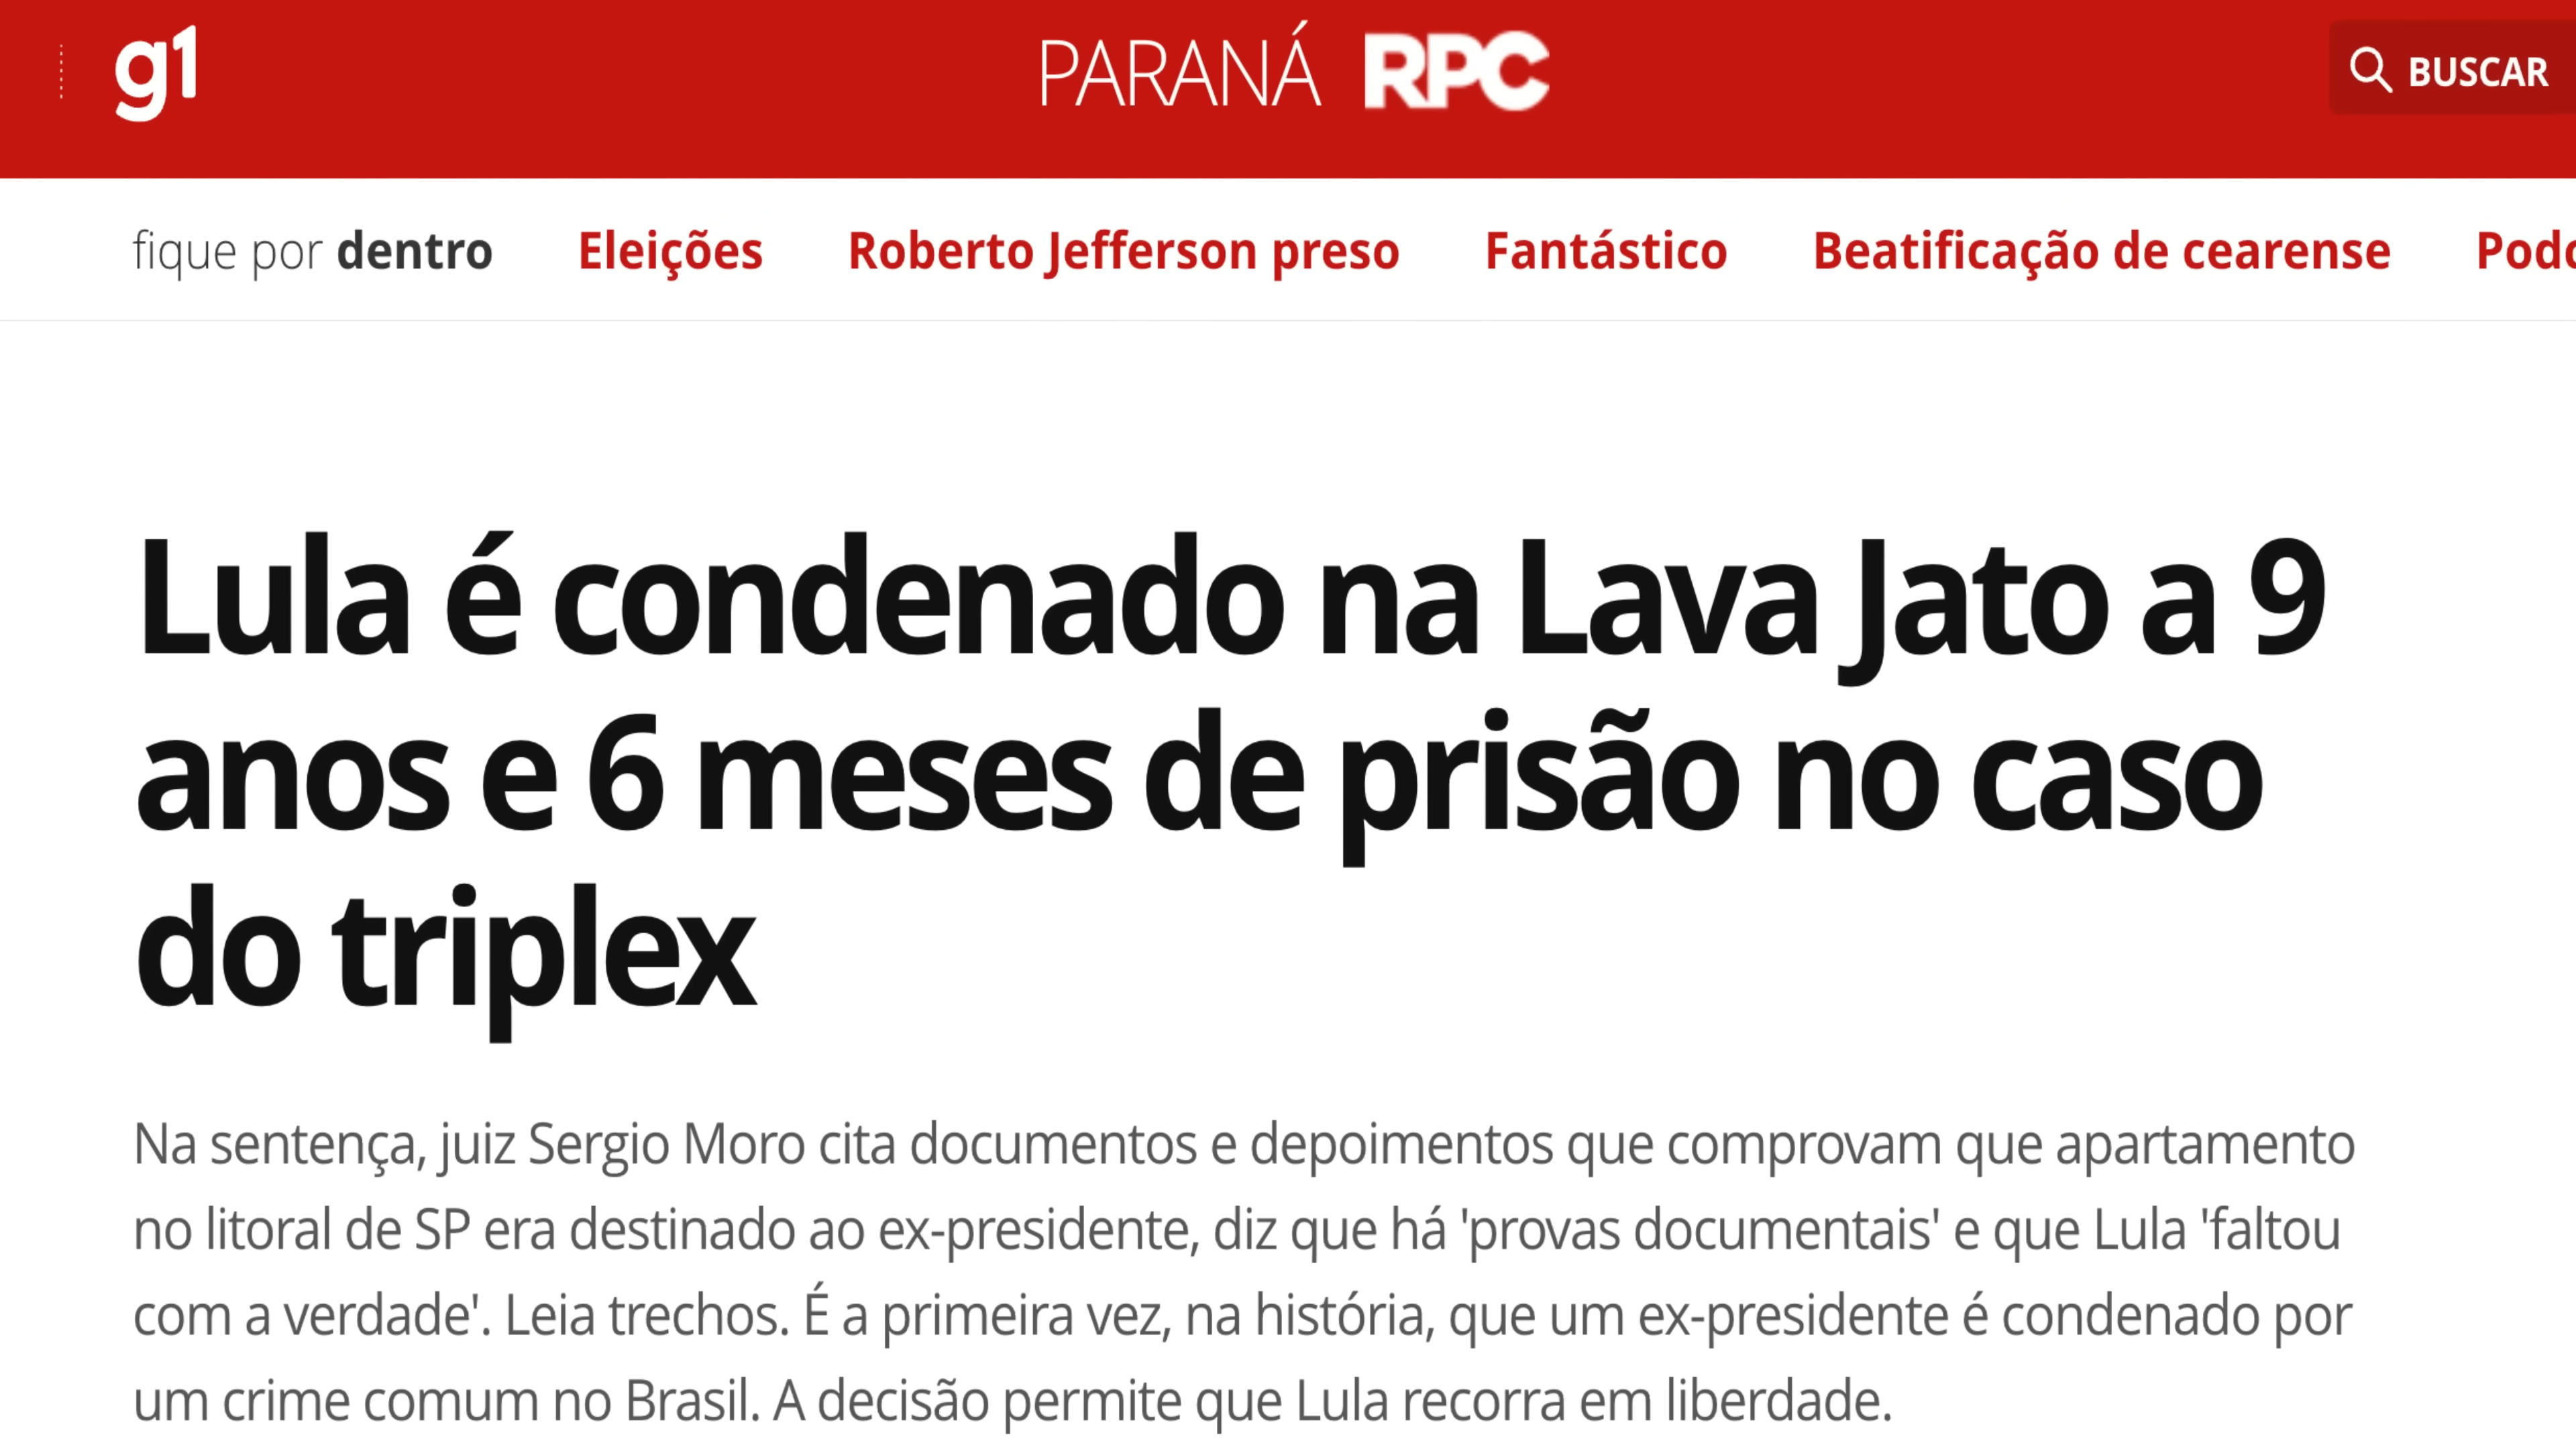 g1
PARANÁ RPC
BUSCAR
fique por dentro Eleições Roberto Jefferson preso Fantástico Beatificação de cearense
Lula é condenado na Lava Jato a 9
anos e 6 meses de prisão no caso
do triplex
Na sentença, juiz Sergio Moro cita documentos e depoimentos que comprovam que apartamento
no litoral de SP era destinado ao ex-presidente, diz que há 'provas documentais' e que Lula 'faltou
com a verdade'. Leia trechos. É a primeira vez, na história, que um ex-presidente é condenado por
um crime comum no Brasil. A decisão permite que Lula recorra em liberdade.